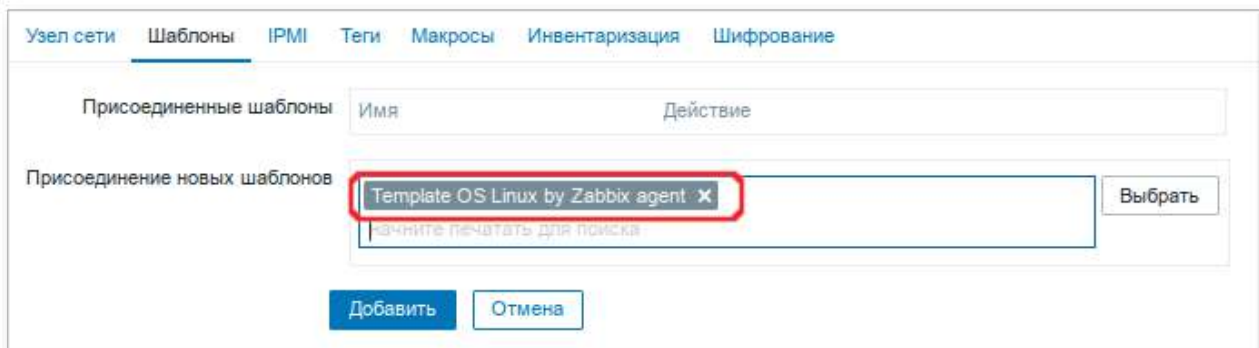 Узел сети Шаблоны IPMI Теги Макросы Инвентаризация Шифрование
Присоединенные шаблоны Имя Действие
Присоединение новых шаблонов
Template OS Linux by Zabbix agent × Выбрать
начните печатать для поиска
Добавить Отмена